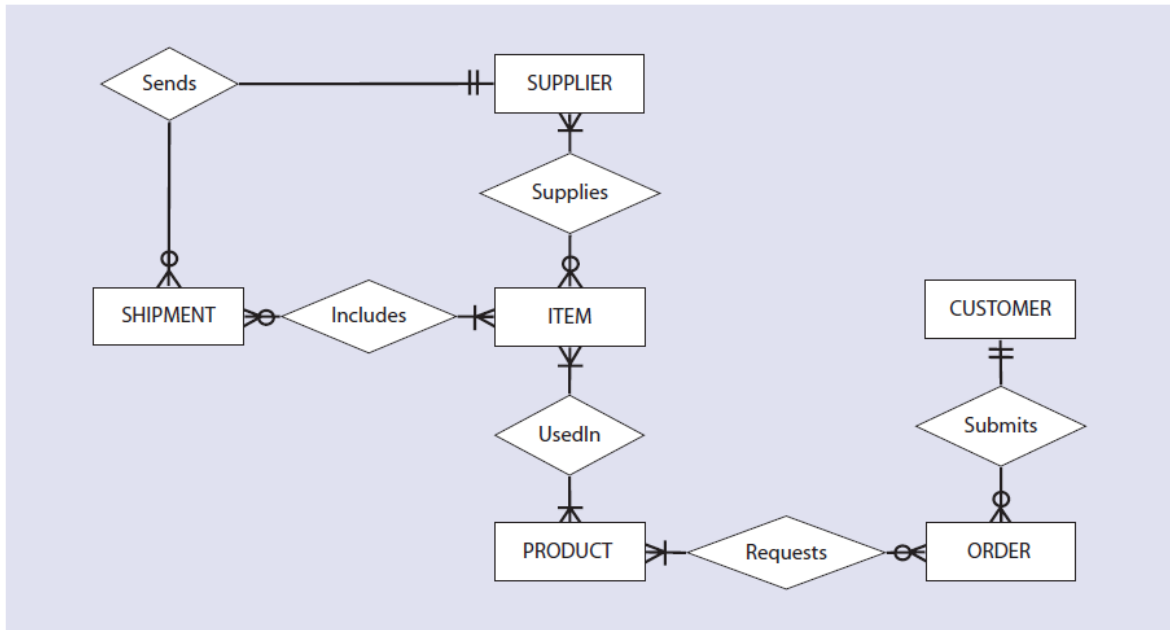 Sends
SUPPLIER
Supplies
SHIPMENT
Includes
ITEM
CUSTOMER
UsedIn
Submits
PRODUCT
Requests
ORDER